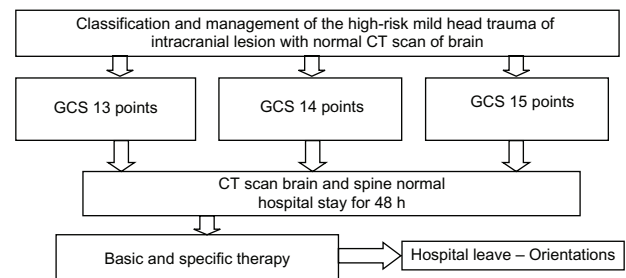 Classification and management of the high-risk mild head trauma of
intracranial lesion with normal CT scan of brain
GCS 13 points
GCS 14 points
GCS 15 points
CT scan brain and spine normal
hospital stay for 48 h
Basic and specific therapy
Hospital leave – Orientations